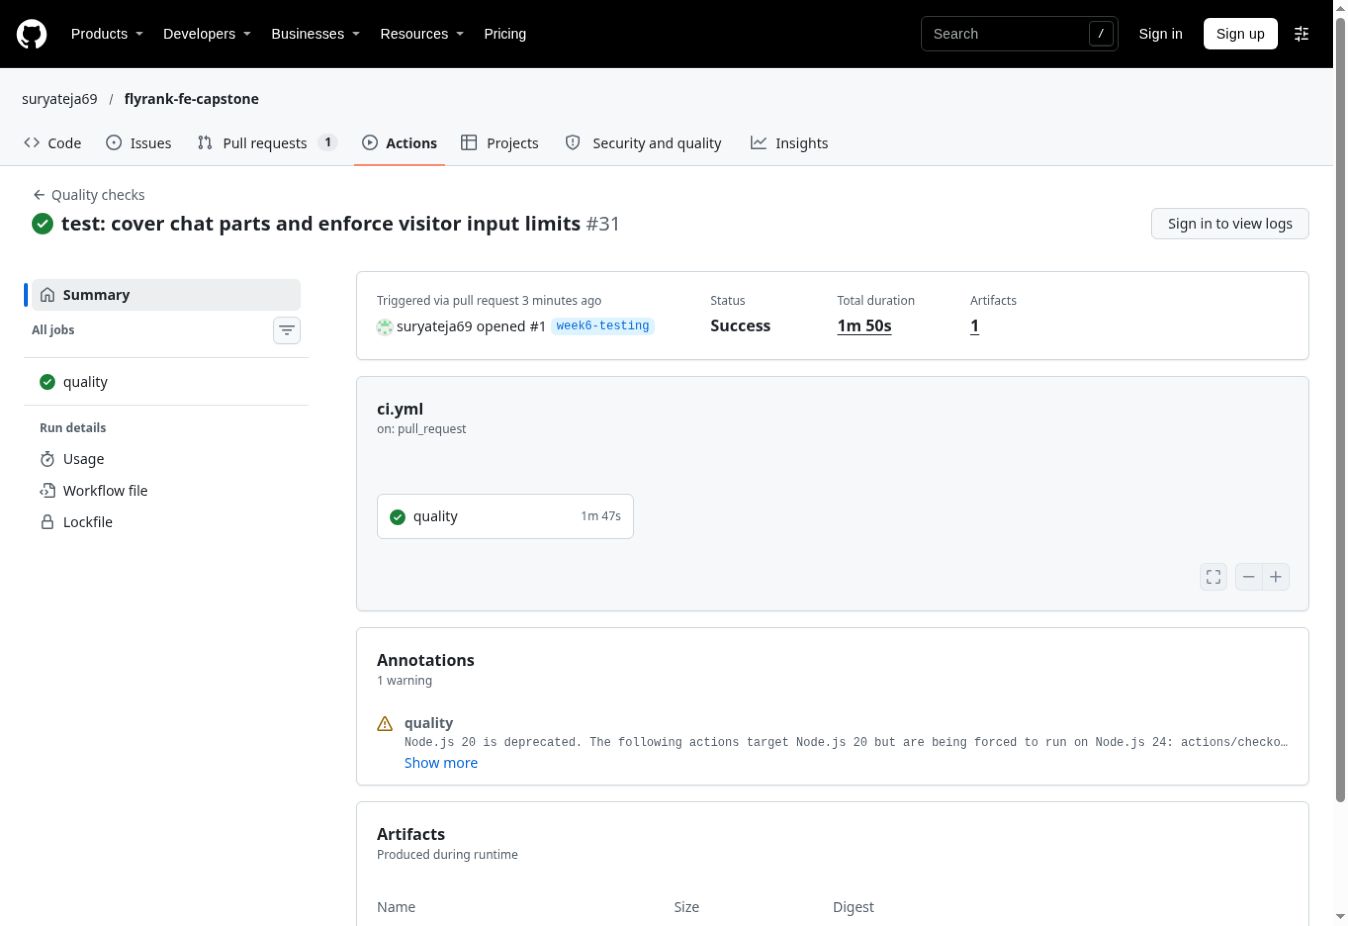 Products Developers Businesses Resources Pricing Search / Sign in Sign up
suryateja69 / flyrank-fe-capstone
Code Issues Pull requests 1 Actions Projects Security and quality Insights
← Quality checks
test: cover chat parts and enforce visitor input limits #31
Sign in to view logs
Summary
All jobs
quality
Run details
Usage
Workflow file
Lockfile
Triggered via pull request 3 minutes ago
suryateja69 opened #1 week6-testing
Status
Success
Total duration
1m 50s
Artifacts
1
ci.yml
on: pull_request
quality 1m 47s
Annotations
1 warning
quality
Node.js 20 is deprecated. The following actions target Node.js 20 but are being forced to run on Node.js 24: actions/checko…
Show more
Artifacts
Produced during runtime
Name Size Digest